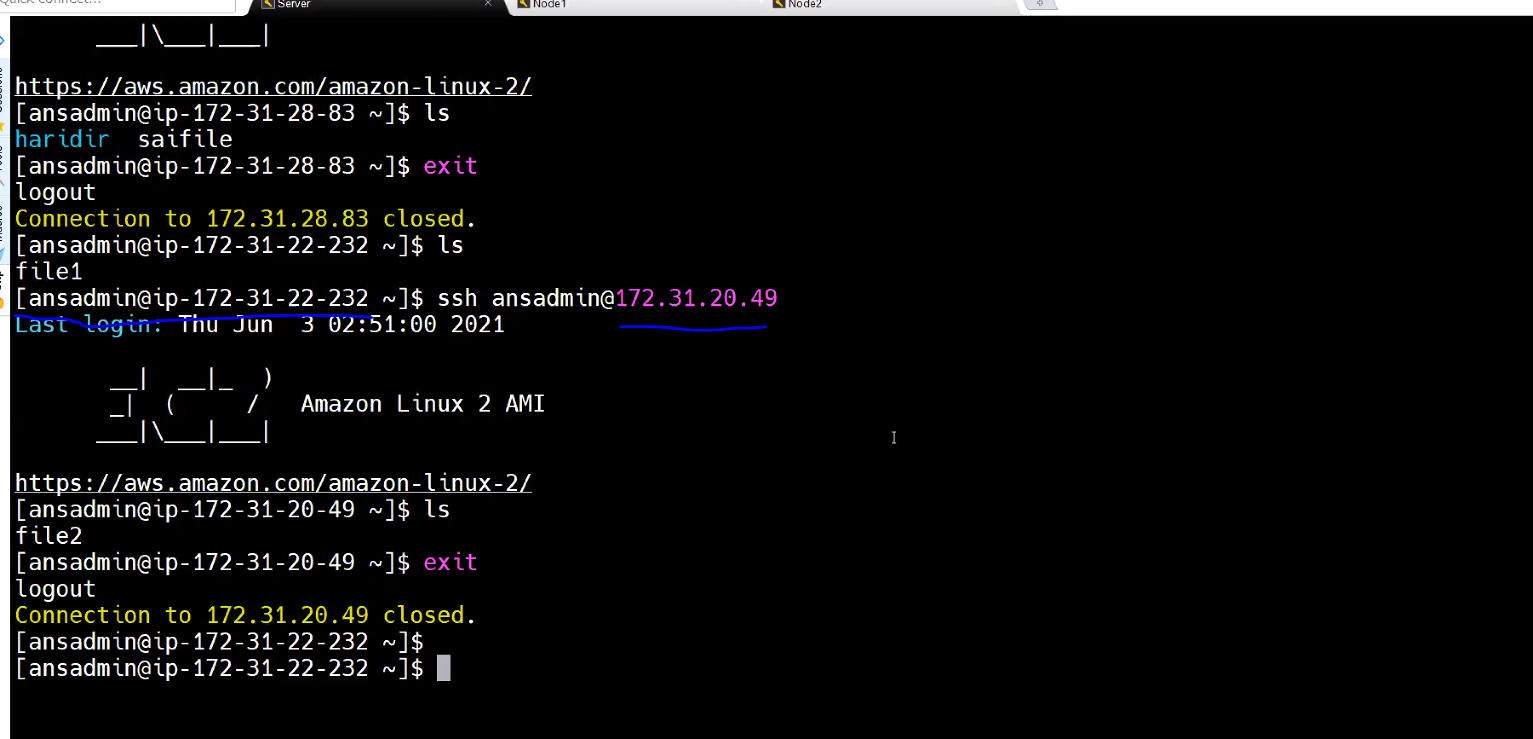 Quick connect...
Server
Node1
Node2
___|\___|___|
https://aws.amazon.com/amazon-linux-2/
[ansadmin@ip-172-31-28-83 ~]$ ls
haridir  saifile
[ansadmin@ip-172-31-28-83 ~]$ exit
logout
Connection to 172.31.28.83 closed.
[ansadmin@ip-172-31-22-232 ~]$ ls
file1
[ansadmin@ip-172-31-22-232 ~]$ ssh ansadmin@172.31.20.49
Last login: Thu Jun  3 02:51:00 2021
__|  __|_  )
_|  (     /   Amazon Linux 2 AMI
___|\___|___|
https://aws.amazon.com/amazon-linux-2/
[ansadmin@ip-172-31-20-49 ~]$ ls
file2
[ansadmin@ip-172-31-20-49 ~]$ exit
logout
Connection to 172.31.20.49 closed.
[ansadmin@ip-172-31-22-232 ~]$
[ansadmin@ip-172-31-22-232 ~]$